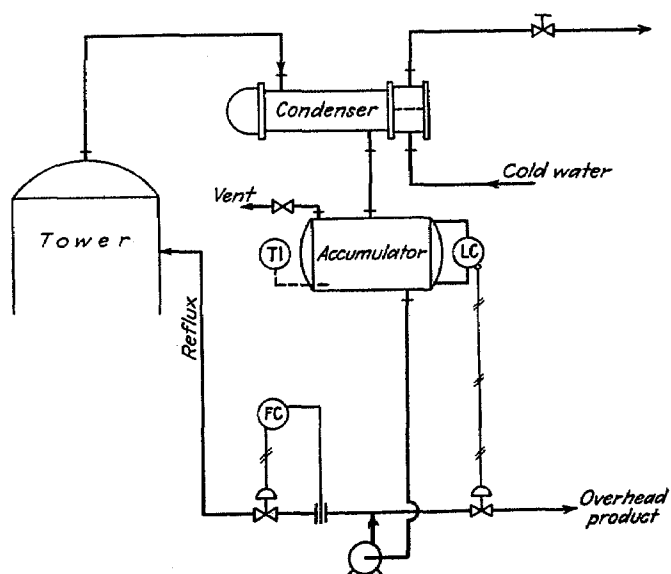 Condenser
Cold water
Vent
Tower
TI
Accumulator
LC
Reflux
FC
Overhead
product